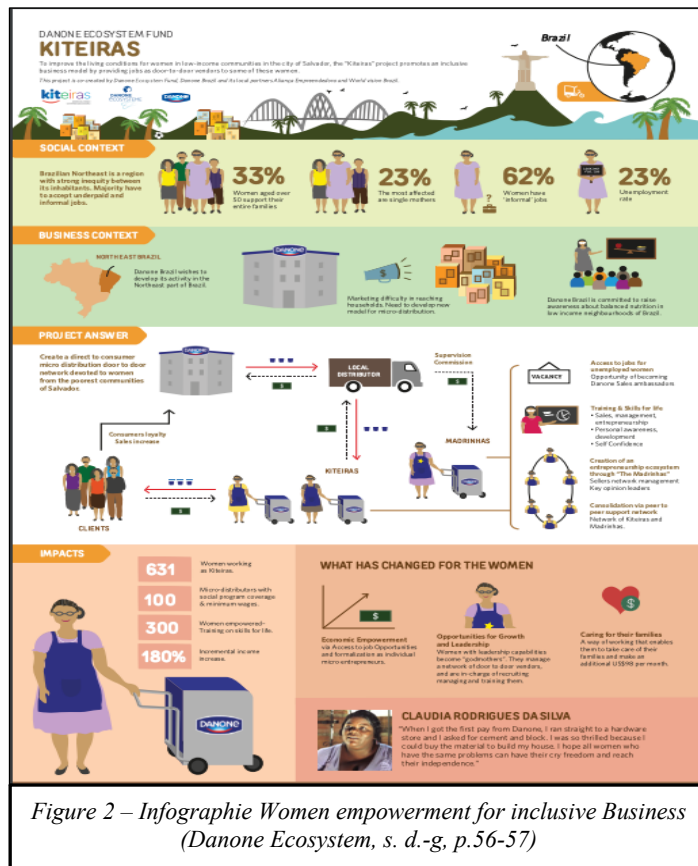 DANONE ECOSYSTEM FUND
KITEIRAS
To improve the living conditions for women in low-income communities in the city of Salvador, the "Kiteiras" project promotes an inclusive
business model by providing jobs as door-to-door vendors to some of these women.
This project is co-created by Danone Ecosystem Fund, Danone Brazil and its local partners Aliança Empreendedora and World vision Brazil.
kiteiras
DANONE
ECOSYSTEME
DANONE
Brazil
SOCIAL CONTEXT
Brazilian Northeast is a region
with strong inequity between
its inhabitants. Majority have
to accept underpaid and
informal jobs.
33%
Women aged over
50 support their
entire families
23%
The most affected
are single mothers
62%
Women have
"informal" jobs
23%
Unemployment
rate
BUSINESS CONTEXT
NORTH EAST BRAZIL
Danone Brazil wishes to
develop its activity in the
Northeast part of Brazil.
DANONE
Marketing difficulty in reaching
households. Need to develop new
model for micro-distribution.
Danone Brazil is committed to raise
awareness about balanced nutrition in
low income neighbourhoods of Brazil.
PROJECT ANSWER
Create a direct to consumer
micro distribution door to door
network devoted to women
from the poorest communities
of Salvador.
DANONE
LOCAL
DISTRIBUTOR
Supervision
Commission
Consumers loyalty
Sales increase
CLIENTS
KITEIRAS
MADRINHAS
VACANCY
Access to jobs for
unemployed women
Opportunity of becoming
Danone Sales ambassadors
Training & Skills for life
• Sales, management,
entrepreneurship
• Personal awareness,
development
• Self Confidence
Creation of an
entrepreneurship ecosystem
through "The Madrinhas"
Sellers network management
Key opinion leaders
Consolidation via peer to
peer support network
Network of Kiteiras and
Madrinhas.
IMPACTS
631
Women working
as Kiteiras.
100
Micro-distributors with
social program coverage
& minimum wages.
300
Women empowered-
Training on skills for life.
180%
Incremental income
increase.
DANONE
WHAT HAS CHANGED FOR THE WOMEN
Economic Empowerment
via Access to job Opportunities
and formalization as individual
micro-entrepreneurs.
Opportunities for Growth
and Leadership
Women with leadership capabilities
become "godmothers". They manage
a network of door to door vendors,
and are in-charge of recruiting
managing and training them.
Caring for their families
A way of working that enables
them to take care of their
families and make an
additional US$98 per month.
CLAUDIA RODRIGUES DA SILVA
"When I got the first pay from Danone, I ran straight to a hardware
store and I asked for cement and block. I was so thrilled because I
could buy the material to build my house. I hope all women who
have the same problems can have their cry freedom and reach
their independence."
Figure 2 – Infographie Women empowerment for inclusive Business
(Danone Ecosystem, s. d.-g, p.56-57)